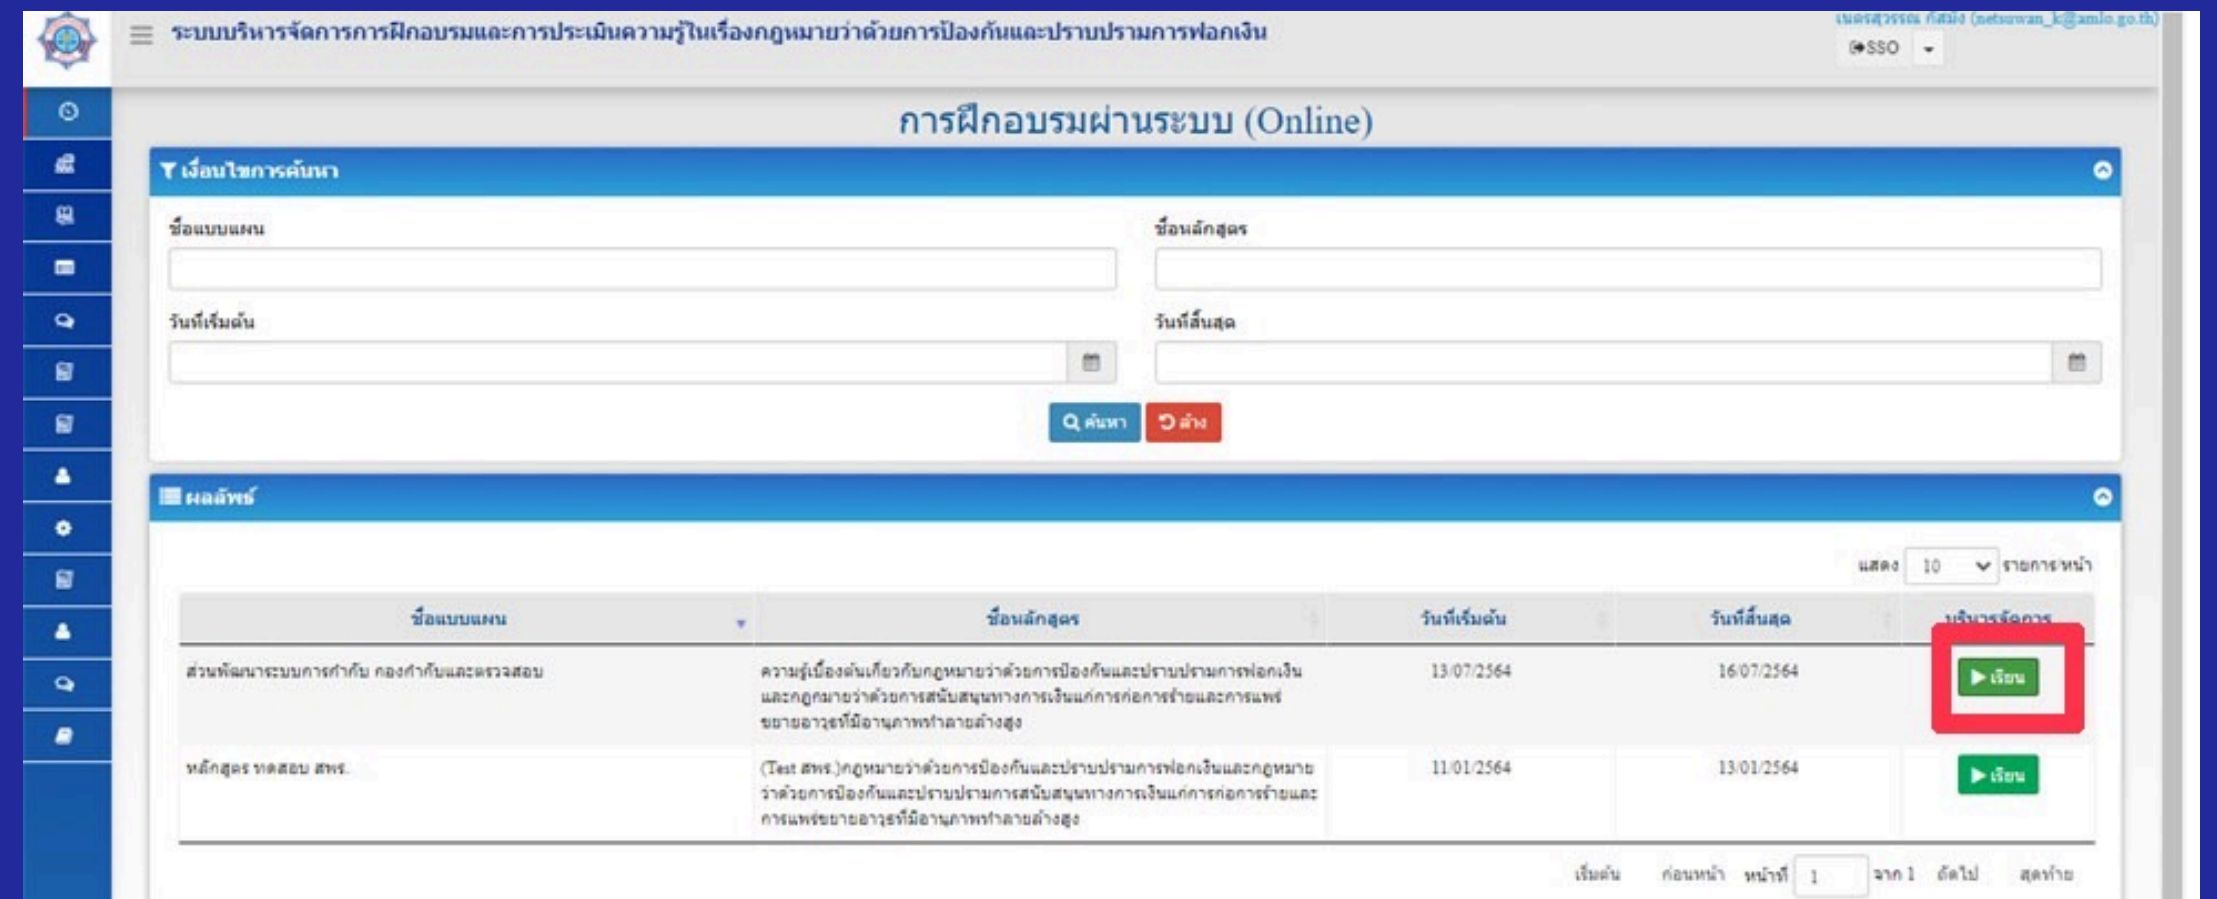 ระบบบริหารจัดการการฝึกอบรมและการประเมินความรู้ในเรื่องกฎหมายว่าด้วยการป้องกันและปราบปรามการฟอกเงิน
(netsuwan_k@amlo.go.th)
SSO
การฝึกอบรมผ่านระบบ (Online)
เงื่อนไขการค้นหา
ชื่อแบบแผน ชื่อหลักสูตร
วันที่เริ่มต้น วันที่สิ้นสุด
ค้นหา ล้าง
ผลลัพธ์
แสดง 10 รายการ/หน้า
ชื่อแบบแผน ชื่อหลักสูตร วันที่เริ่มต้น วันที่สิ้นสุด บริหารจัดการ
ส่วนพัฒนาระบบการกำกับ กองกำกับและตรวจสอบ ความรู้เบื้องต้นเกี่ยวกับกฎหมายว่าด้วยการป้องกันและปราบปรามการฟอกเงิน 13/07/2564 16/07/2564 เรียน
และกฎกมายว่าด้วยการสนับสนุนทางการเงินแก่การก่อการร้ายและการแพร่
ขยายอาวุธที่มีอานุภาพทำลายล้างสูง
หลักสูตร ทดสอบ สพร. (Test สพร.)กฎหมายว่าด้วยการป้องกันและปราบปรามการฟอกเงินและกฎหมาย 11/01/2564 13/01/2564 เรียน
ว่าด้วยการป้องกันและปราบปรามการสนับสนุนทางการเงินแก่การก่อการร้ายและ
การแพร่ขยายอาวุธที่มีอานุภาพทำลายล้างสูง
เริ่มต้น ก่อนหน้า หน้าที่ 1 จาก 1 ถัดไป สุดท้าย